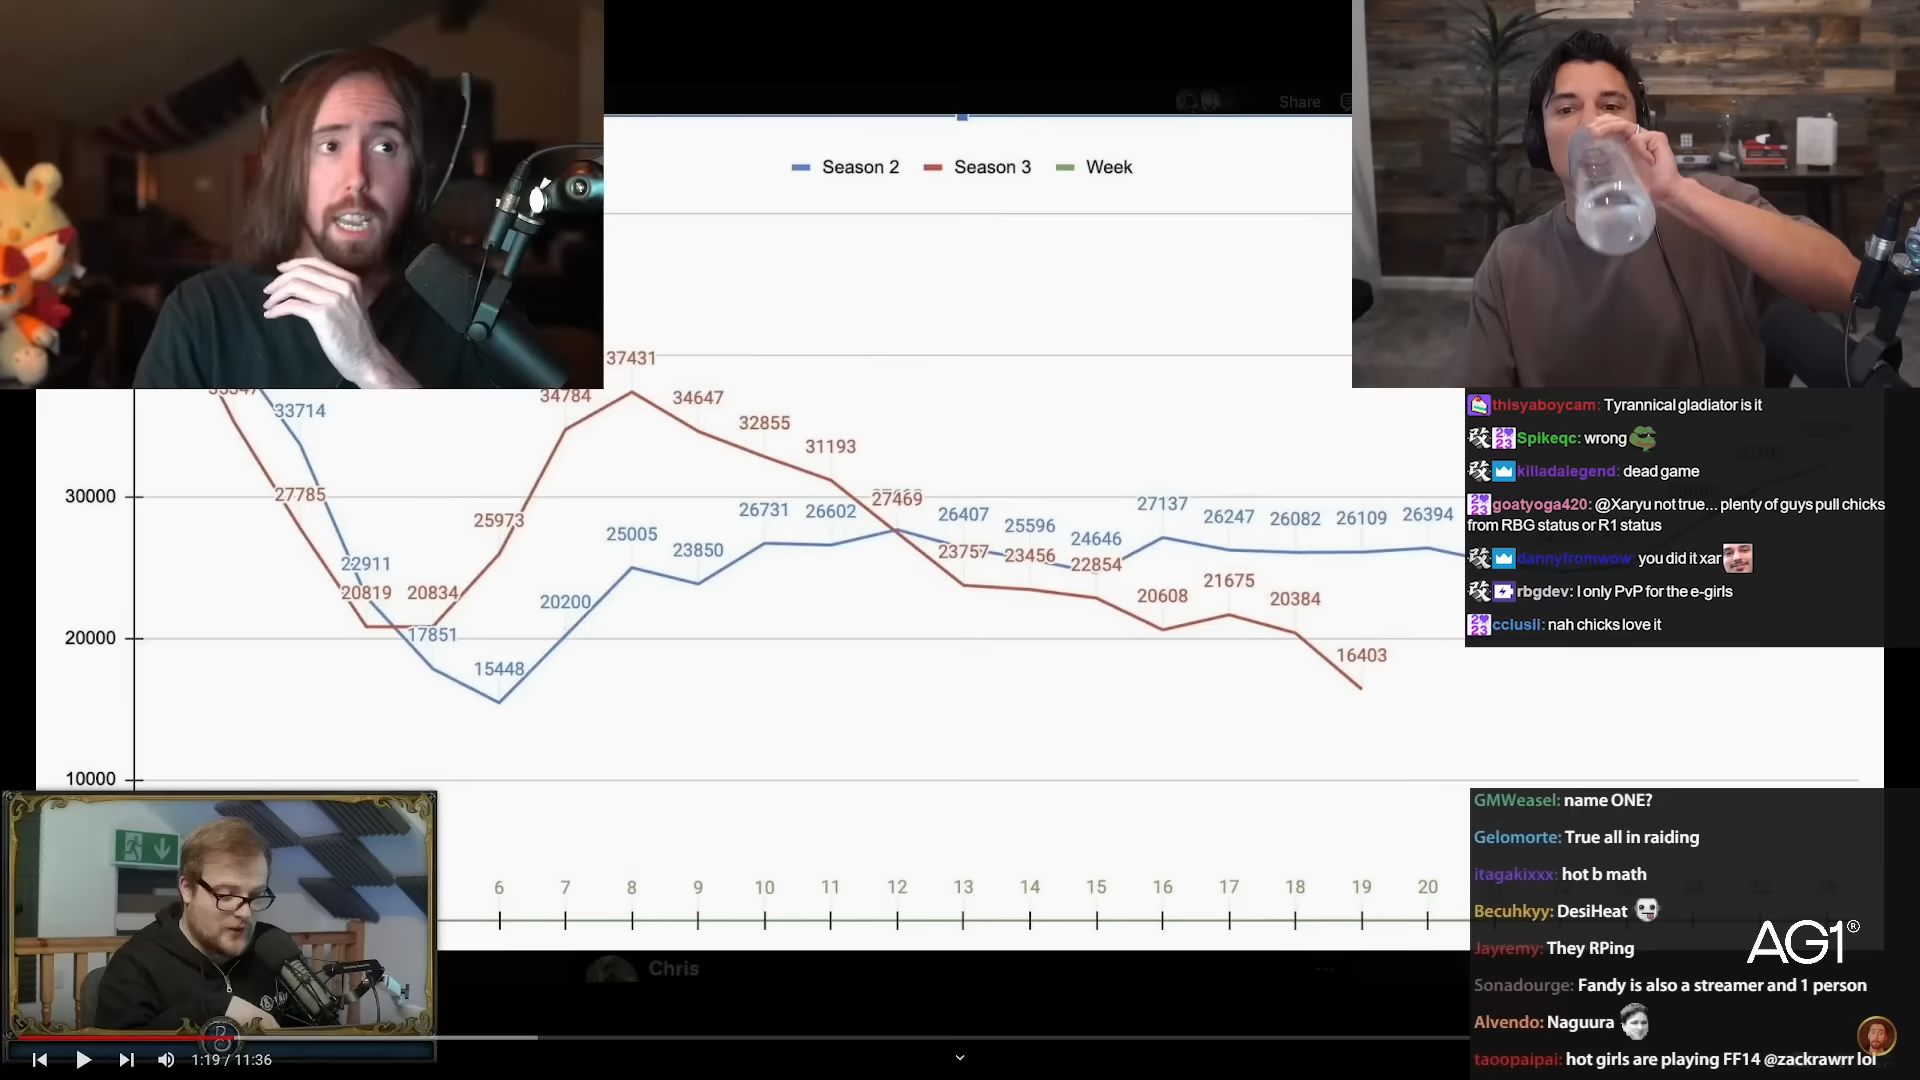 Share
Season 2 Season 3 Week
37431
34784
34647
32855
31193
33714
27785
30000
25973
27469
26731
26602
26407
25596
24646
27137
26247
26082
26109
26394
25005
23850
23757
23456
22854
22911
20819
20834
20200
20608
21675
20384
20000
17851
15448
16403
10000
6 7 8 9 10 11 12 13 14 15 16 17 18 19 20
thisyaboycam: Tyrannical gladiator is it
Spikeqc: wrong
killadalegend: dead game
goatyoga420: @Xaryu not true... plenty of guys pull chicks
from RBG status or R1 status
dannyfromwow: you did it xar
rbgdev: I only PvP for the e-girls
cclusii: nah chicks love it
GMWeasel: name ONE?
Gelomorte: True all in raiding
itagakixxx: hot b math
Becuhkyy: DesiHeat
Jayremy: They RPing
Sonadourge: Fandy is also a streamer and 1 person
Alvendo: Naguura
taoopaipai: hot girls are playing FF14 @zackrawrr lol
AG1®
Chris
1:19 / 11:36